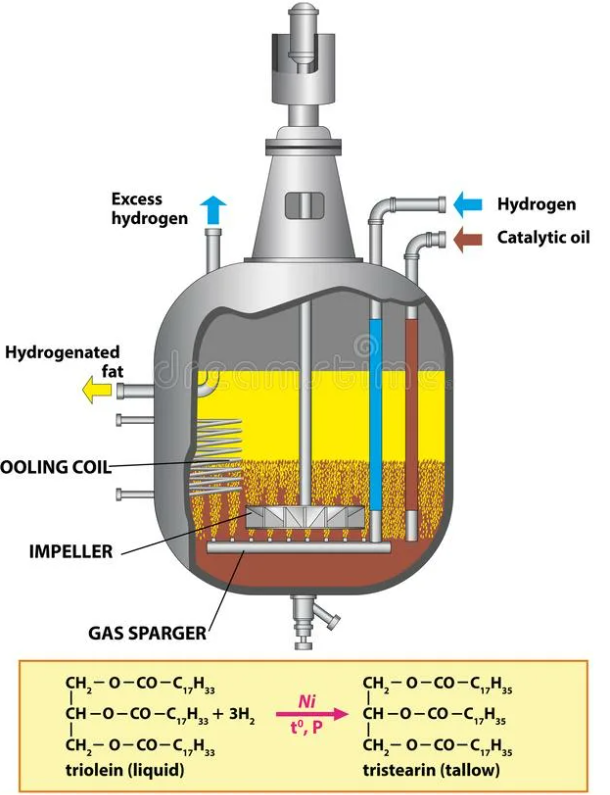 Excess
hydrogen
Hydrogen
Catalytic oil
Hydrogenated
fat
dreamstime
OOLING COIL
IMPELLER
GAS SPARGER
CH₂–O–CO–C₁₇H₃₃
CH–O–CO–C₁₇H₃₃ + 3H₂
CH₂–O–CO–C₁₇H₃₃
triolein (liquid)
Ni
t⁰, P
CH₂–O–CO–C₁₇H₃₅
CH–O–CO–C₁₇H₃₅
CH₂–O–CO–C₁₇H₃₅
tristearin (tallow)